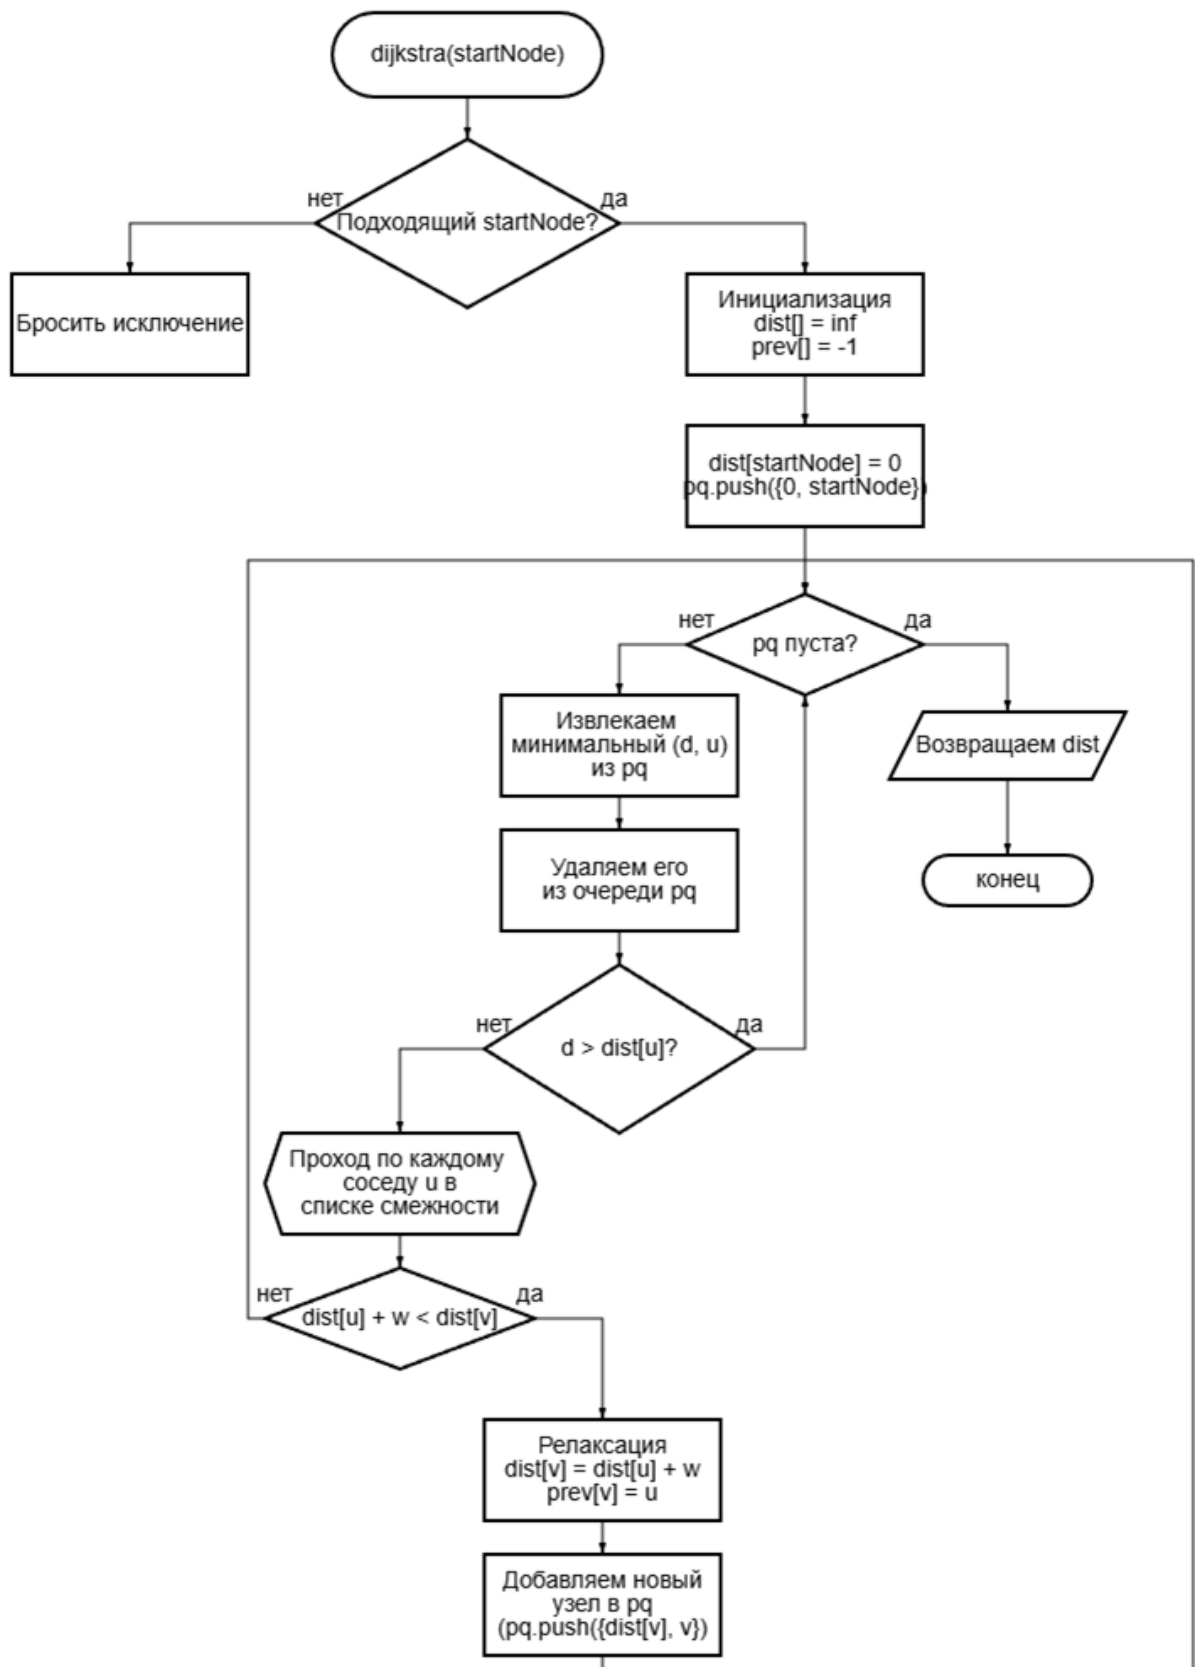 dijkstra(startNode)
нет
да
Подходящий startNode?
Бросить исключение
Инициализация
dist[] = inf
prev[] = -1
dist[startNode] = 0
pq.push({0, startNode})
нет
да
pq пуста?
Извлекаем
минимальный (d, u)
из pq
Возвращаем dist
Удаляем его
из очереди pq
конец
нет
да
d > dist[u]?
Проход по каждому
соседу u в
списке смежности
нет
да
dist[u] + w < dist[v]
Релаксация
dist[v] = dist[u] + w
prev[v] = u
Добавляем новый
узел в pq
(pq.push({dist[v], v})